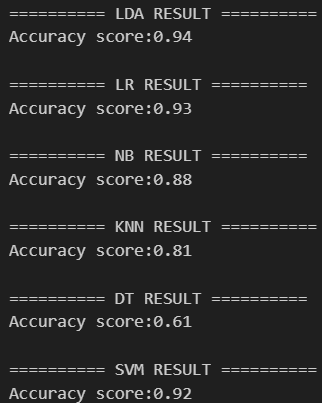 ========== LDA RESULT ==========
Accuracy score:0.94
========== LR RESULT ==========
Accuracy score:0.93
========== NB RESULT ==========
Accuracy score:0.88
========== KNN RESULT ==========
Accuracy score:0.81
========== DT RESULT ==========
Accuracy score:0.61
========== SVM RESULT ==========
Accuracy score:0.92